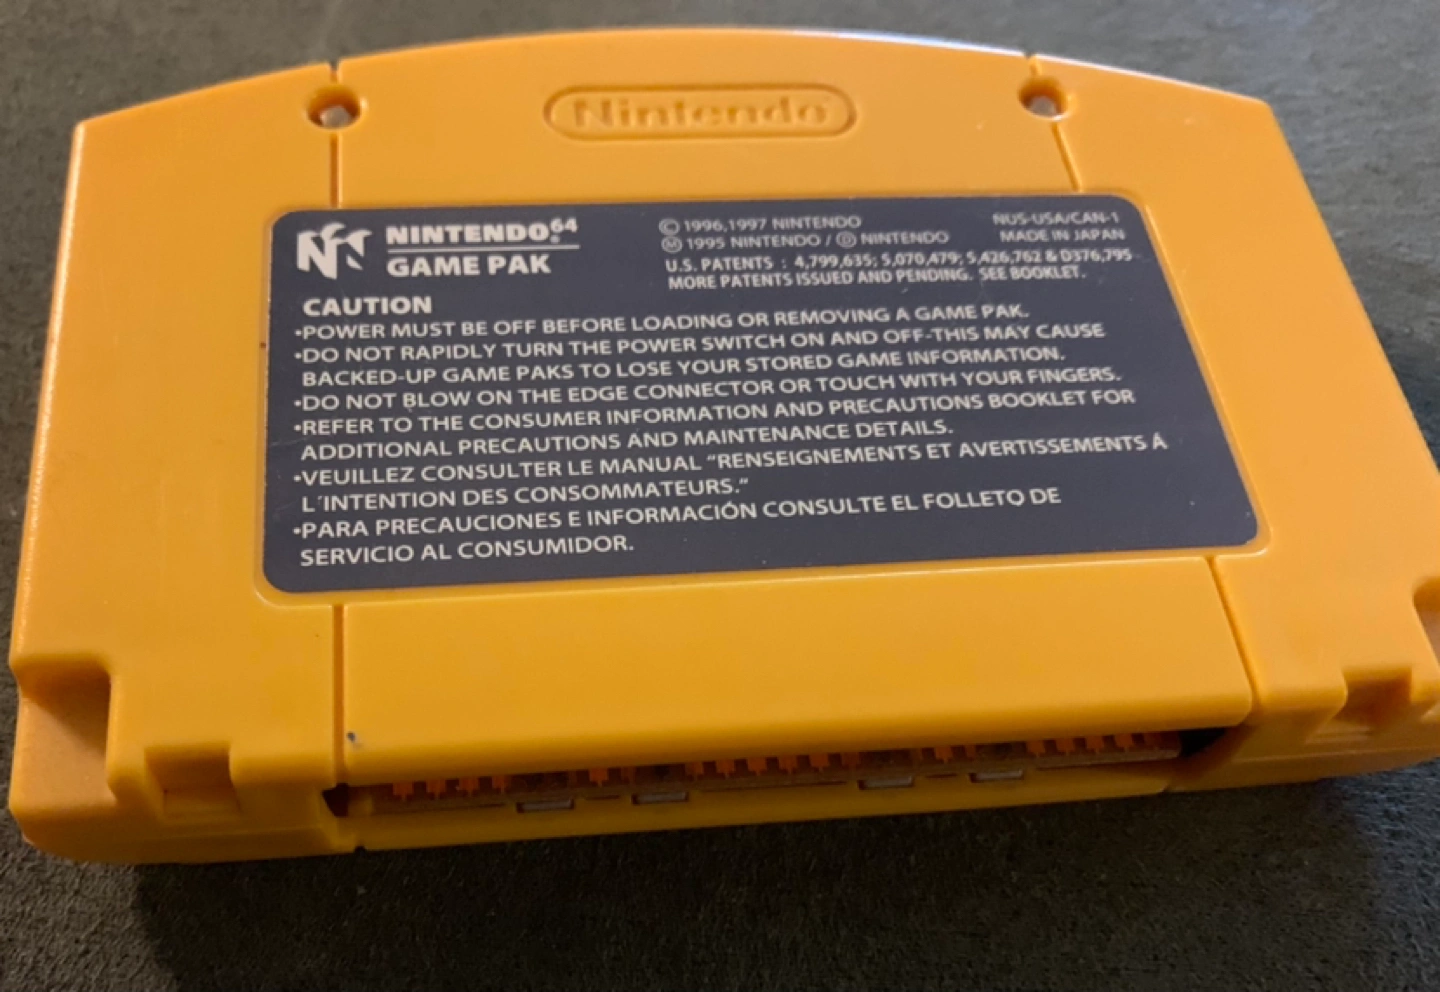 Nintendo
NINTENDO⁶⁴
GAME PAK
© 1996,1997 NINTENDO
Ⓜ 1995 NINTENDO / Ⓓ NINTENDO
NUS-USA/CAN-1
MADE IN JAPAN
U.S. PATENTS : 4,799,635; 5,070,479; 5,426,762 & D376,795
MORE PATENTS ISSUED AND PENDING. SEE BOOKLET.
CAUTION
•POWER MUST BE OFF BEFORE LOADING OR REMOVING A GAME PAK.
•DO NOT RAPIDLY TURN THE POWER SWITCH ON AND OFF-THIS MAY CAUSE
BACKED-UP GAME PAKS TO LOSE YOUR STORED GAME INFORMATION.
•DO NOT BLOW ON THE EDGE CONNECTOR OR TOUCH WITH YOUR FINGERS.
•REFER TO THE CONSUMER INFORMATION AND PRECAUTIONS BOOKLET FOR
ADDITIONAL PRECAUTIONS AND MAINTENANCE DETAILS.
•VEUILLEZ CONSULTER LE MANUAL "RENSEIGNEMENTS ET AVERTISSEMENTS À
L'INTENTION DES CONSOMMATEURS."
•PARA PRECAUCIONES E INFORMACIÓN CONSULTE EL FOLLETO DE
SERVICIO AL CONSUMIDOR.